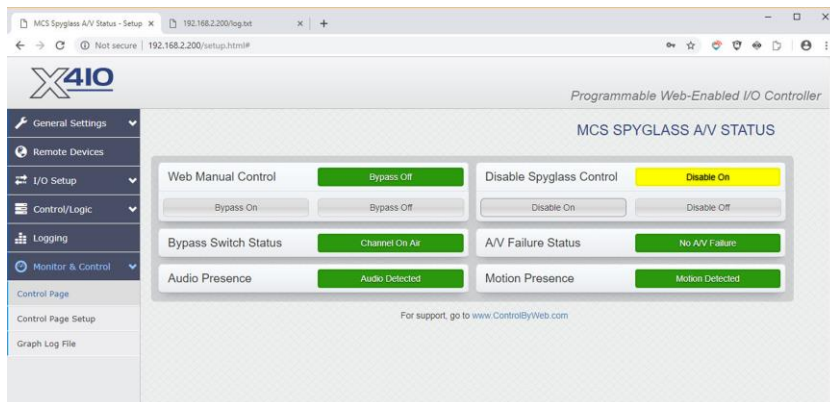 MCS Spyglass A/V Status - Setup
192.168.2.200/log.txt
Not secure | 192.168.2.200/setup.html#
X410
Programmable Web-Enabled I/O Controller
General Settings
Remote Devices
I/O Setup
Control/Logic
Logging
Monitor & Control
Control Page
Control Page Setup
Graph Log File
MCS SPYGLASS A/V STATUS
Web Manual Control Bypass Off
Bypass On Bypass Off
Disable Spyglass Control Disable On
Disable On Disable Off
Bypass Switch Status Channel On Air
A/V Failure Status No A/V Failure
Audio Presence Audio Detected
Motion Presence Motion Detected
For support, go to www.ControlByWeb.com